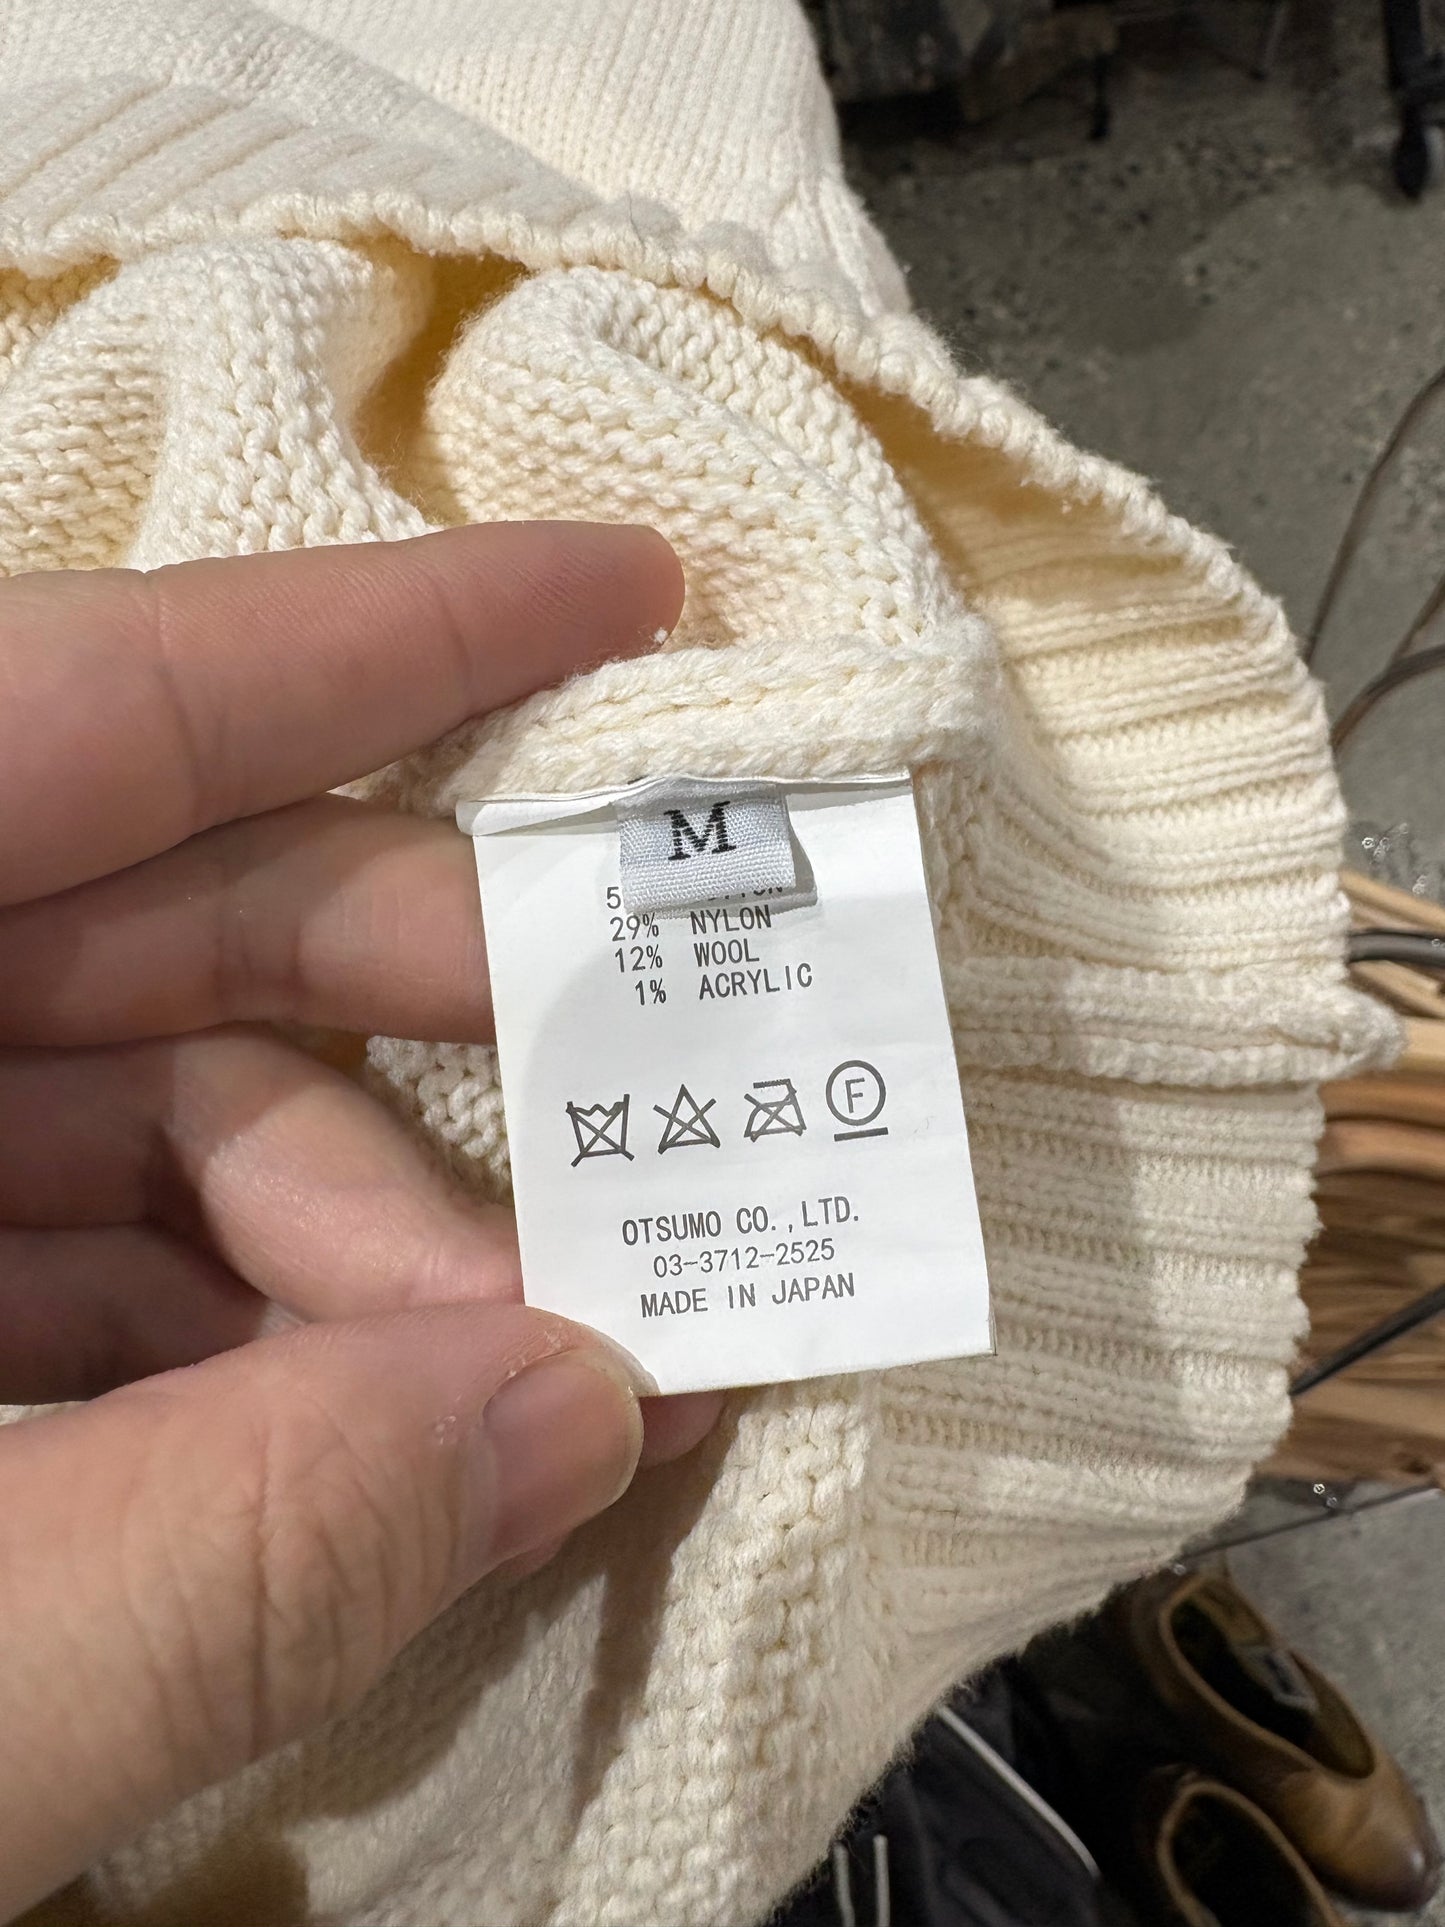 M
29% NYLON
12% WOOL
1% ACRYLIC
F
OTSUMO CO.,LTD.
03-3712-2525
MADE IN JAPAN